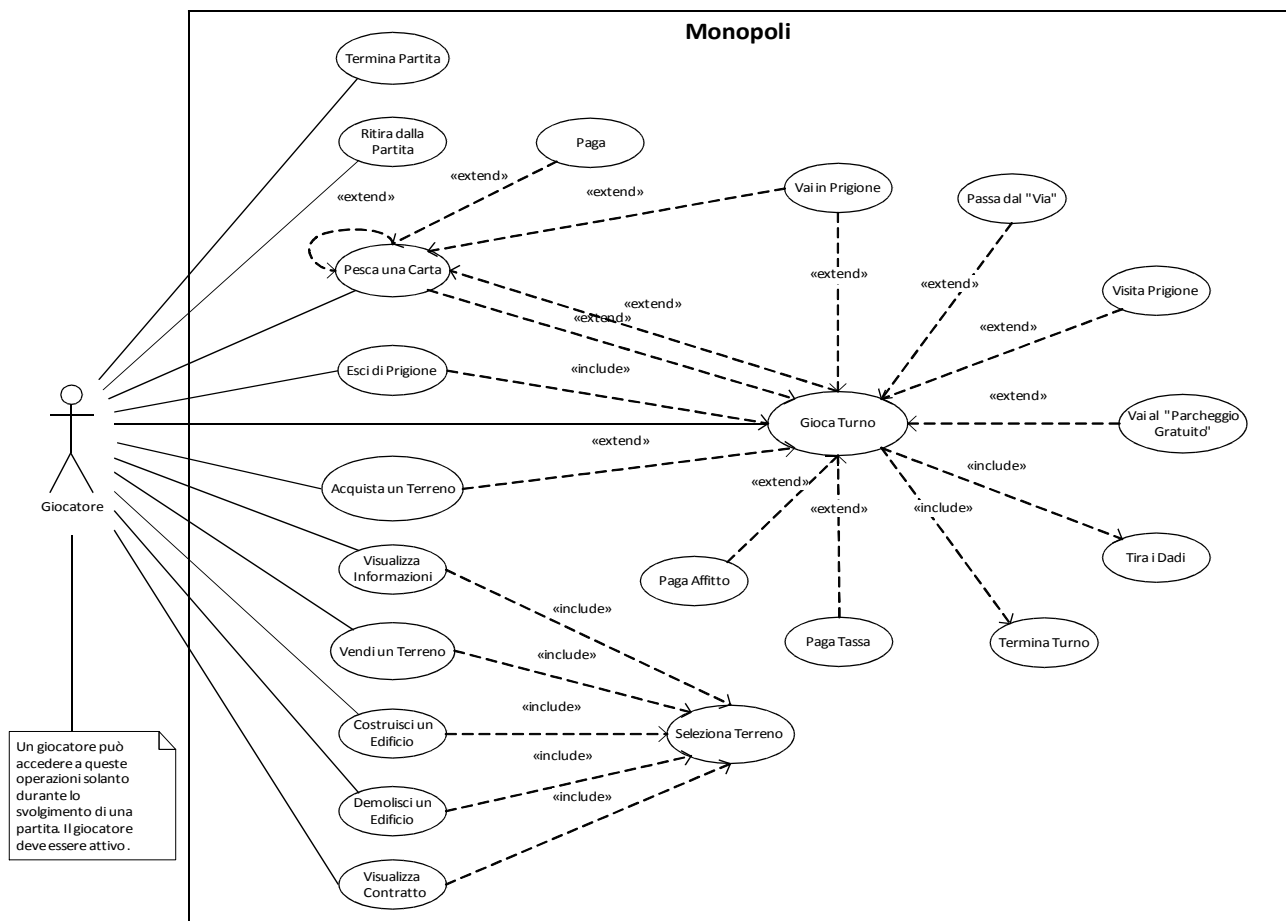 Monopoli
Termina Partita
Ritira dalla
Partita
Paga
«extend»
«extend»
«extend»
Vai in Prigione
Passa dal "Via"
Pesca una Carta
«extend»
«extend»
«extend»
«extend»
Visita Prigione
«extend»
Esci di Prigione
«include»
Gioca Turno
«extend»
Vai al "Parcheggio
Gratuito"
«extend»
Giocatore
Acquista un Terreno
«extend»
«extend»
«include»
«include»
Visualizza
Informazioni
Paga Affitto
Tira i Dadi
«include»
Paga Tassa
Termina Turno
Vendi un Terreno
«include»
Costruisci un
Edificio
«include»
Seleziona Terreno
Un giocatore può
accedere a queste
operazioni solanto
durante lo
svolgimento di una
partita. Il giocatore
deve essere attivo.
«include»
Demolisci un
Edificio
«include»
Visualizza
Contratto